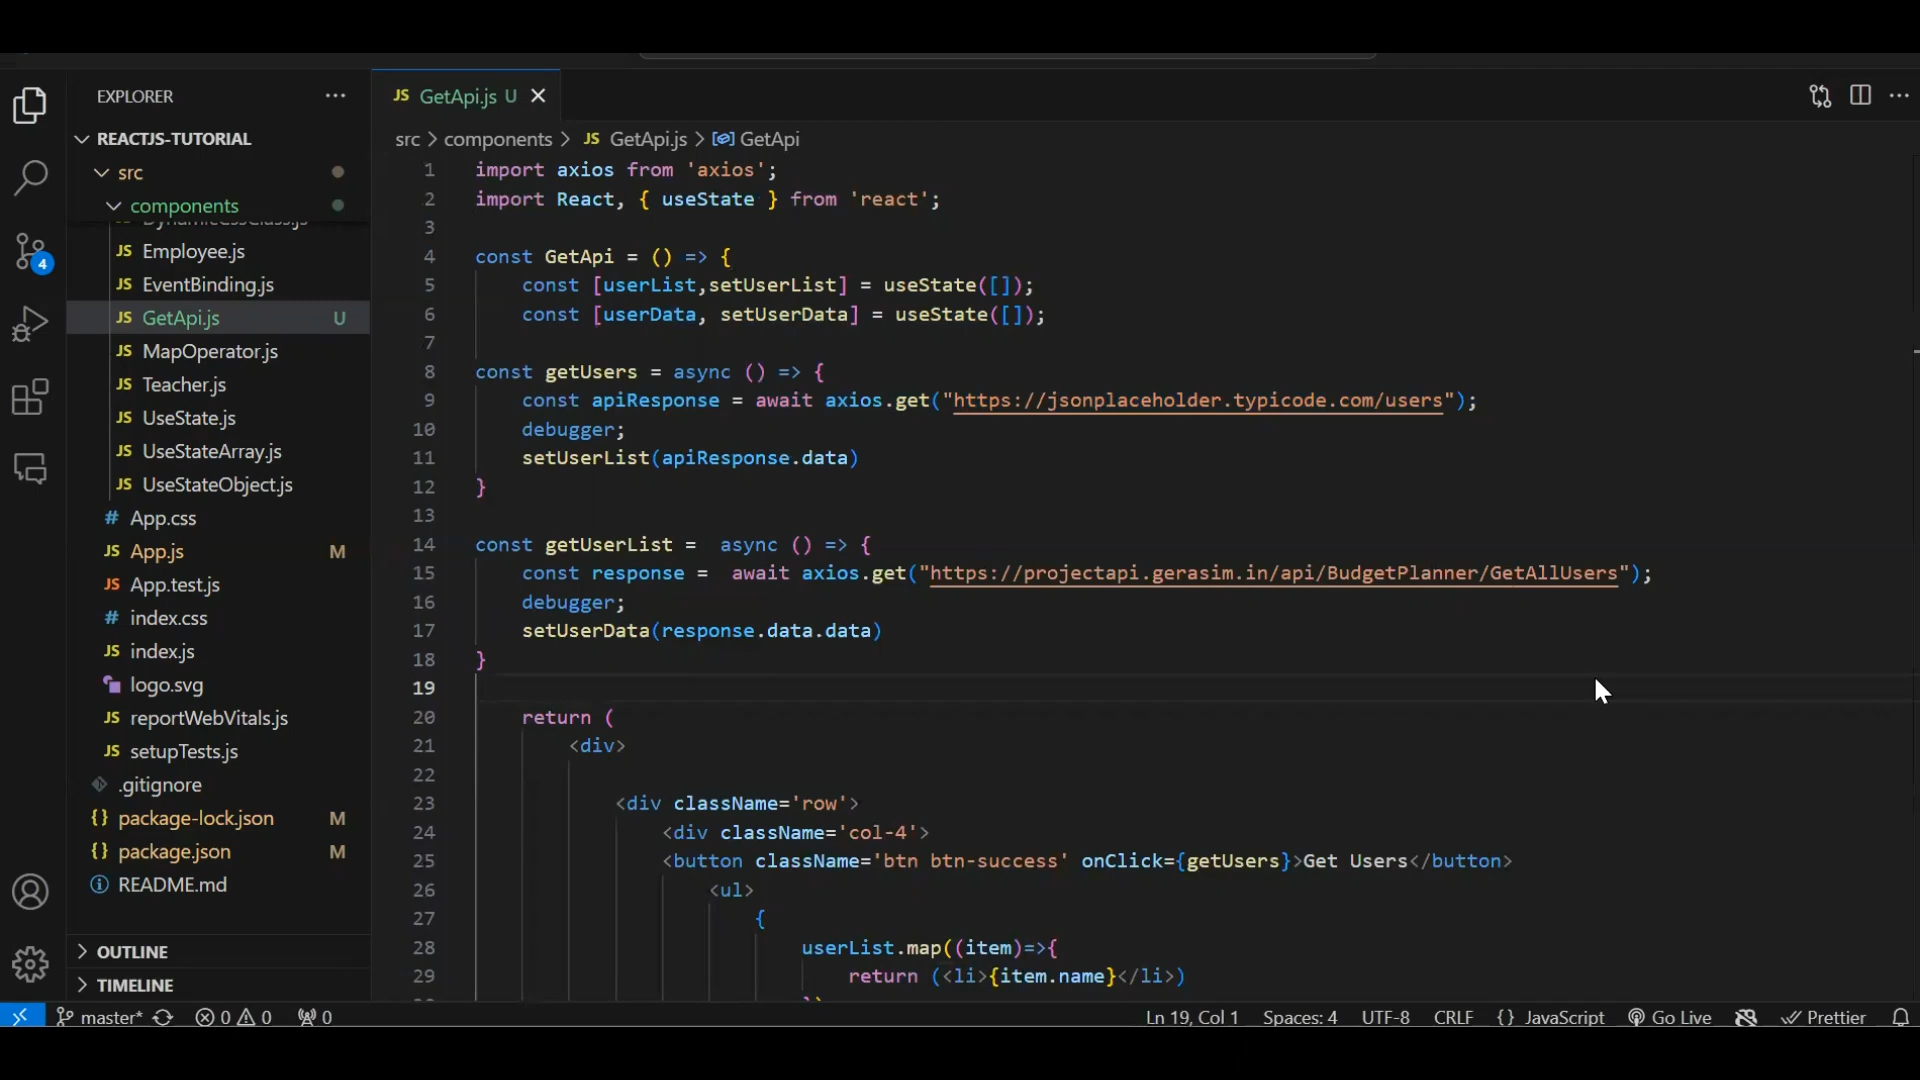 EXPLORER
REACTJS-TUTORIAL
src
components
Employee.js
EventBinding.js
GetApi.js U
MapOperator.js
Teacher.js
UseState.js
UseStateArray.js
UseStateObject.js
App.css
App.js M
App.test.js
index.css
index.js
logo.svg
reportWebVitals.js
setupTests.js
.gitignore
package-lock.json M
package.json M
README.md
OUTLINE
TIMELINE
4
JS GetApi.js U
src > components > JS GetApi.js > GetApi
1 import axios from 'axios';
2 import React, { useState } from 'react';
3
4 const GetApi = () => {
5 const [userList,setUserList] = useState([]);
6 const [userData, setUserData] = useState([]);
7
8 const getUsers = async () => {
9 const apiResponse = await axios.get("https://jsonplaceholder.typicode.com/users");
10 debugger;
11 setUserList(apiResponse.data)
12 }
13
14 const getUserList =  async () => {
15 const response =  await axios.get("https://projectapi.gerasim.in/api/BudgetPlanner/GetAllUsers");
16 debugger;
17 setUserData(response.data.data)
18 }
19
20 return (
21 <div>
22
23 <div className='row'>
24 <div className='col-4'>
25 <button className='btn btn-success' onClick={getUsers}>Get Users</button>
26 <ul>
27 {
28 userList.map((item)=>{
29 return (<li>{item.name}</li>)
master* 0 0 0 Ln 19, Col 1 Spaces: 4 UTF-8 CRLF {} JavaScript Go Live Prettier